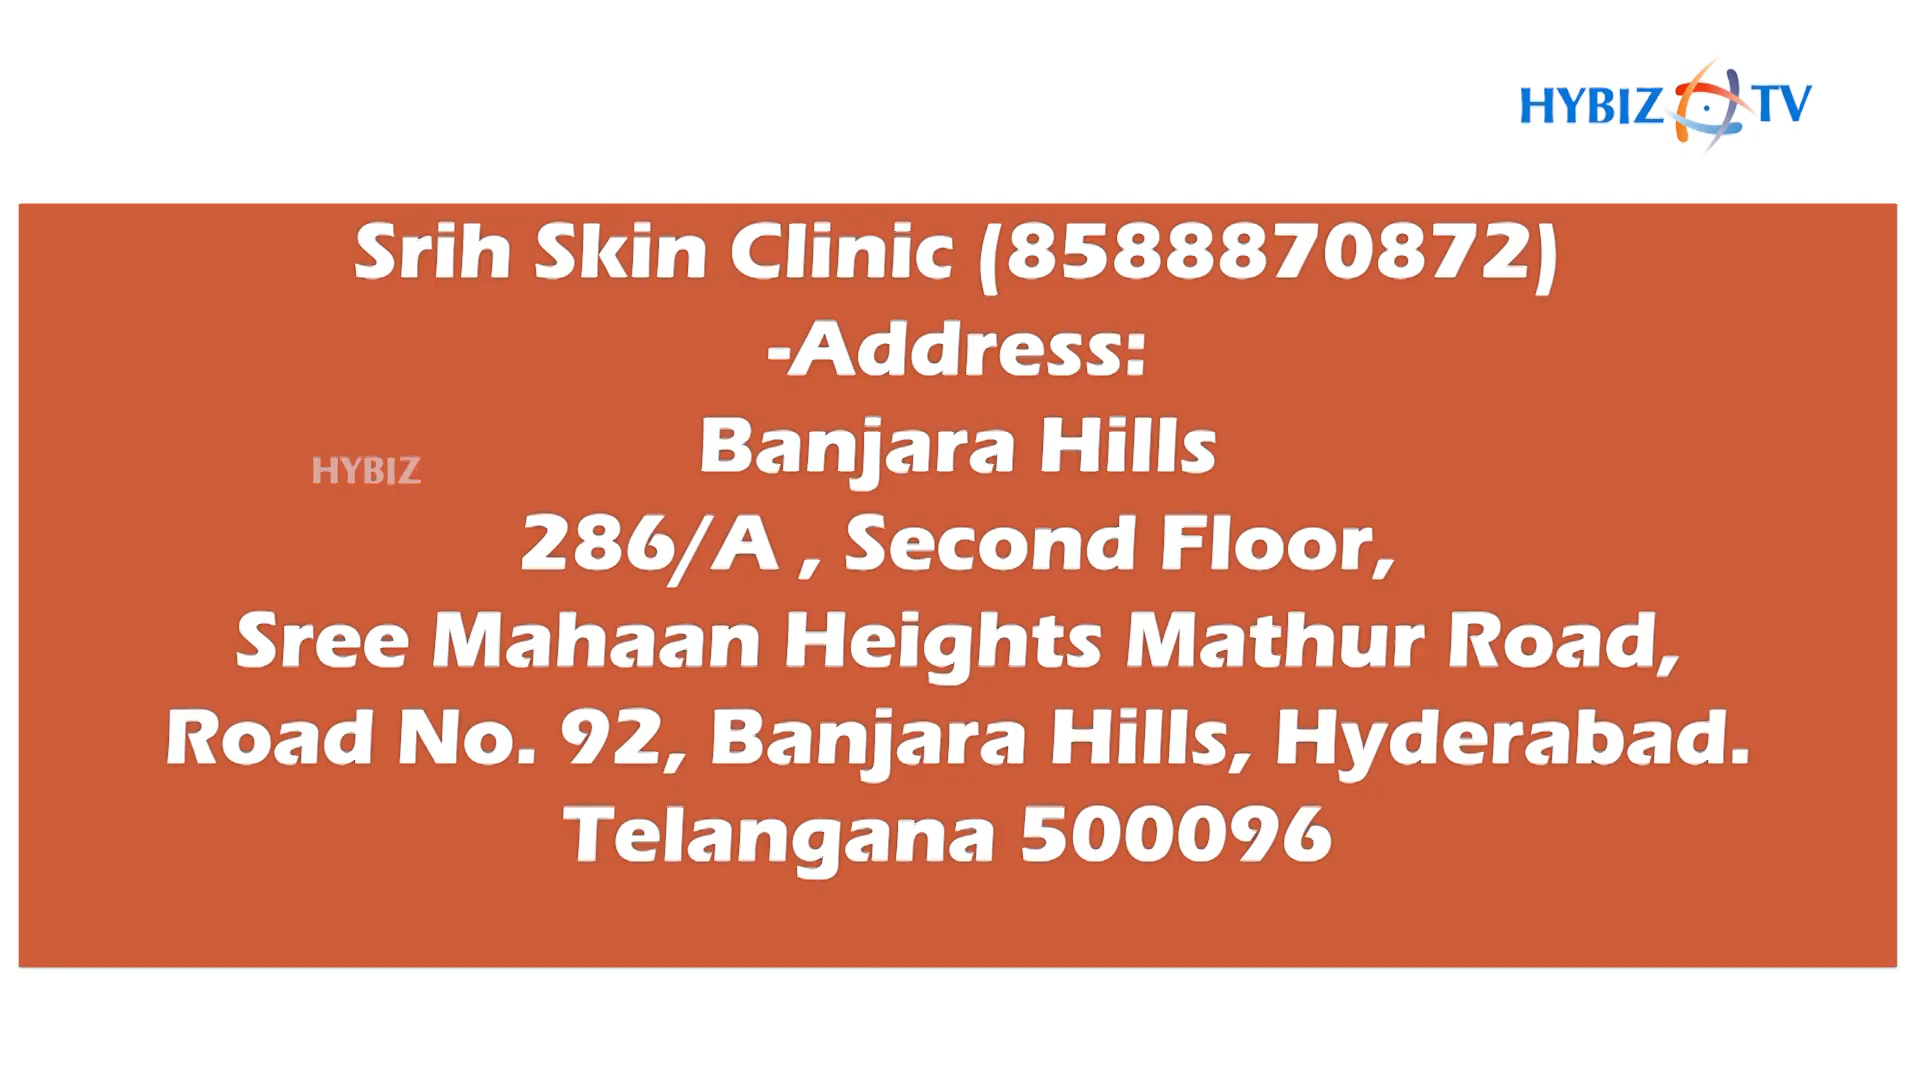 HYBIZ TV
Srih Skin Clinic (8588870872)
-Address:
Banjara Hills
HYBIZ
286/A , Second Floor,
Sree Mahaan Heights Mathur Road,
Road No. 92, Banjara Hills, Hyderabad.
Telangana 500096